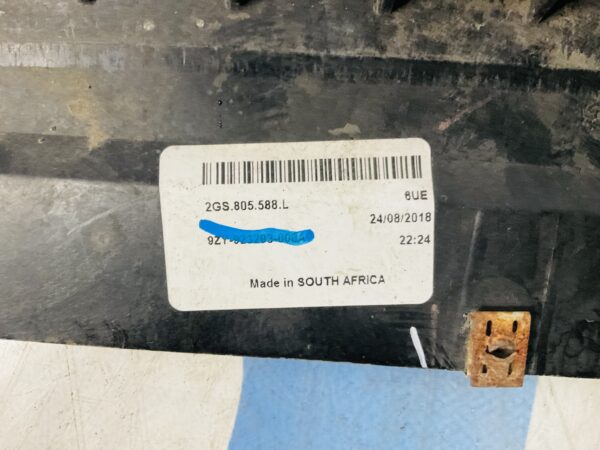 2GS.805.588.L 6UE
24/08/2018
22:24
Made in SOUTH AFRICA